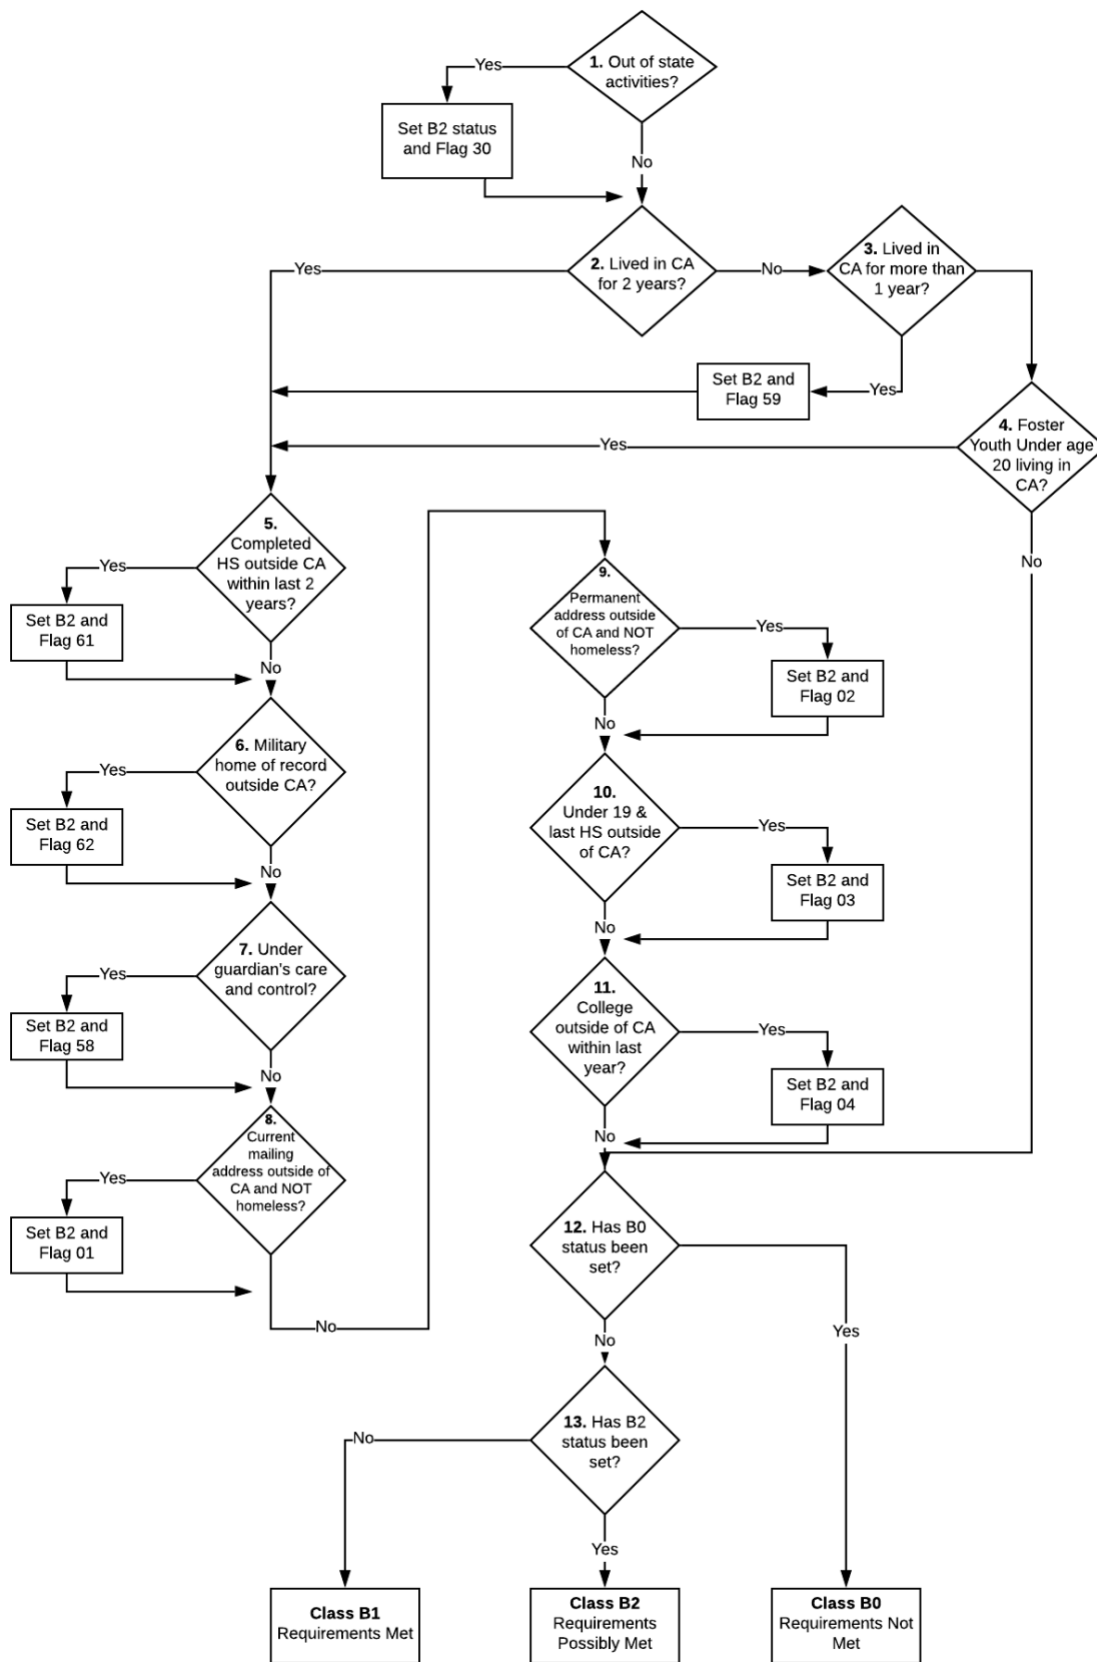 1. Out of state
activities?
Yes
Set B2 status
and Flag 30
No
2. Lived in CA
for 2 years?
Yes
No
3. Lived in
CA for more than
1 year?
Yes
Set B2 and
Flag 59
4. Foster
Youth Under age
20 living in
CA?
Yes
No
5.
Completed
HS outside CA
within last 2
years?
Yes
Set B2 and
Flag 61
No
6. Military
home of record
outside CA?
Yes
Set B2 and
Flag 62
No
7. Under
guardian's care
and control?
Yes
Set B2 and
Flag 58
No
8.
Current
mailing
address outside of
CA and NOT
homeless?
Yes
Set B2 and
Flag 01
No
9.
Permanent
address outside
of CA and NOT
homeless?
Yes
Set B2 and
Flag 02
No
10.
Under 19 &
last HS outside
of CA?
Yes
Set B2 and
Flag 03
No
11.
College
outside of CA
within last
year?
Yes
Set B2 and
Flag 04
No
12. Has B0
status been
set?
Yes
No
13. Has B2
status been
set?
No
Yes
Class B1
Requirements Met
Class B2
Requirements
Possibly Met
Class B0
Requirements Not
Met